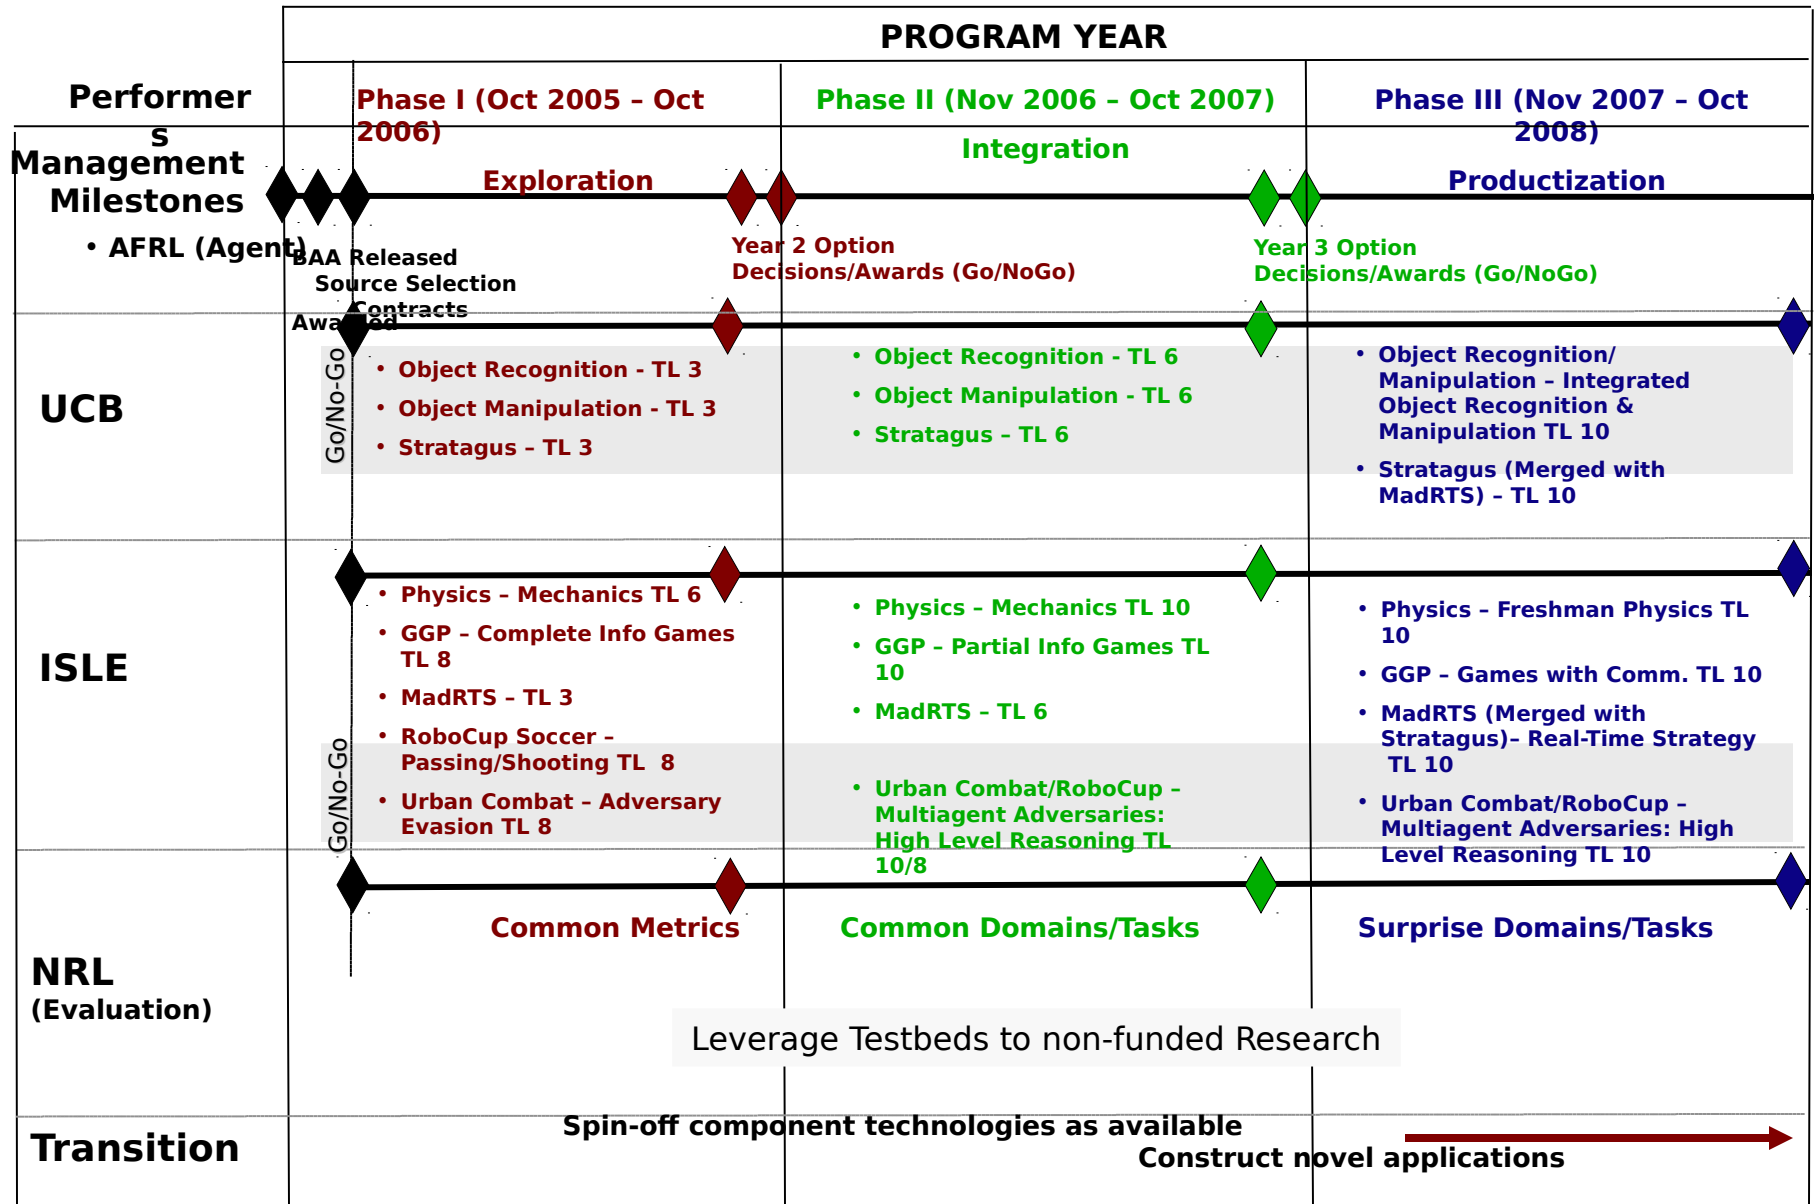 PROGRAM YEAR
Performer
s
Phase I (Oct 2005 – Oct
2006)
Phase II (Nov 2006 – Oct 2007)
Phase III (Nov 2007 – Oct
2008)
Management
Milestones
• AFRL (Agent)
Exploration
Integration
Productization
BAA Released
Source Selection
Contracts
Awarded
Year 2 Option
Decisions/Awards (Go/NoGo)
Year 3 Option
Decisions/Awards (Go/NoGo)
UCB
Go/No-Go
• Object Recognition - TL 3
• Object Manipulation - TL 3
• Stratagus – TL 3
• Object Recognition - TL 6
• Object Manipulation - TL 6
• Stratagus – TL 6
• Object Recognition/
Manipulation – Integrated
Object Recognition &
Manipulation TL 10
• Stratagus (Merged with
MadRTS) – TL 10
ISLE
Go/No-Go
• Physics – Mechanics TL 6
• GGP – Complete Info Games
TL 8
• MadRTS – TL 3
• RoboCup Soccer –
Passing/Shooting TL  8
• Urban Combat – Adversary
Evasion TL 8
• Physics – Mechanics TL 10
• GGP – Partial Info Games TL
10
• MadRTS – TL 6
• Urban Combat/RoboCup –
Multiagent Adversaries:
High Level Reasoning TL
10/8
• Physics – Freshman Physics TL
10
• GGP – Games with Comm. TL 10
• MadRTS (Merged with
Stratagus)– Real-Time Strategy
TL 10
• Urban Combat/RoboCup –
Multiagent Adversaries: High
Level Reasoning TL 10
NRL
(Evaluation)
Common Metrics
Common Domains/Tasks
Surprise Domains/Tasks
Leverage Testbeds to non-funded Research
Transition
Spin-off component technologies as available
Construct novel applications